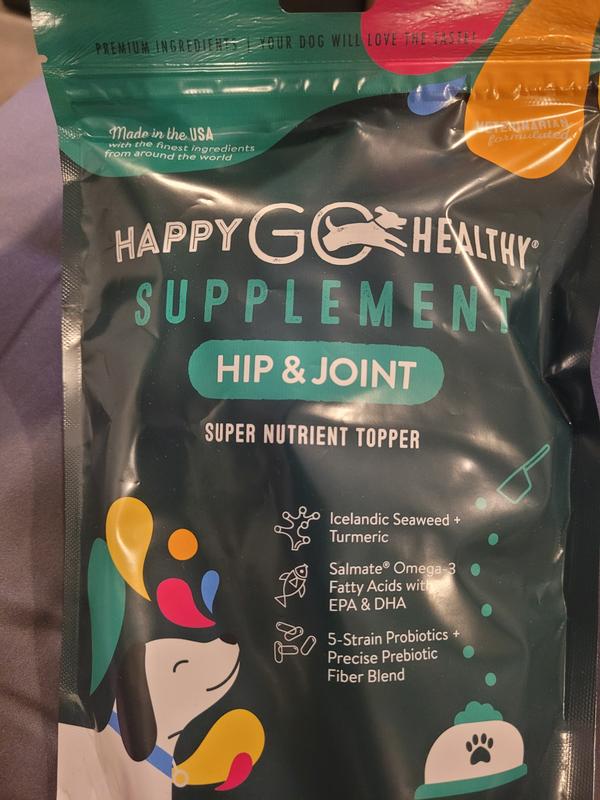 PREMIUM INGREDIENTS | YOUR DOG WILL LOVE THE TASTE!
Made in the USA
with the finest ingredients
from around the world
VETERINARIAN
formulated
HAPPY GO HEALTHY®
SUPPLEMENT
HIP & JOINT
SUPER NUTRIENT TOPPER
Icelandic Seaweed +
Turmeric
Salmate® Omega-3
Fatty Acids with
EPA & DHA
5-Strain Probiotics +
Precise Prebiotic
Fiber Blend